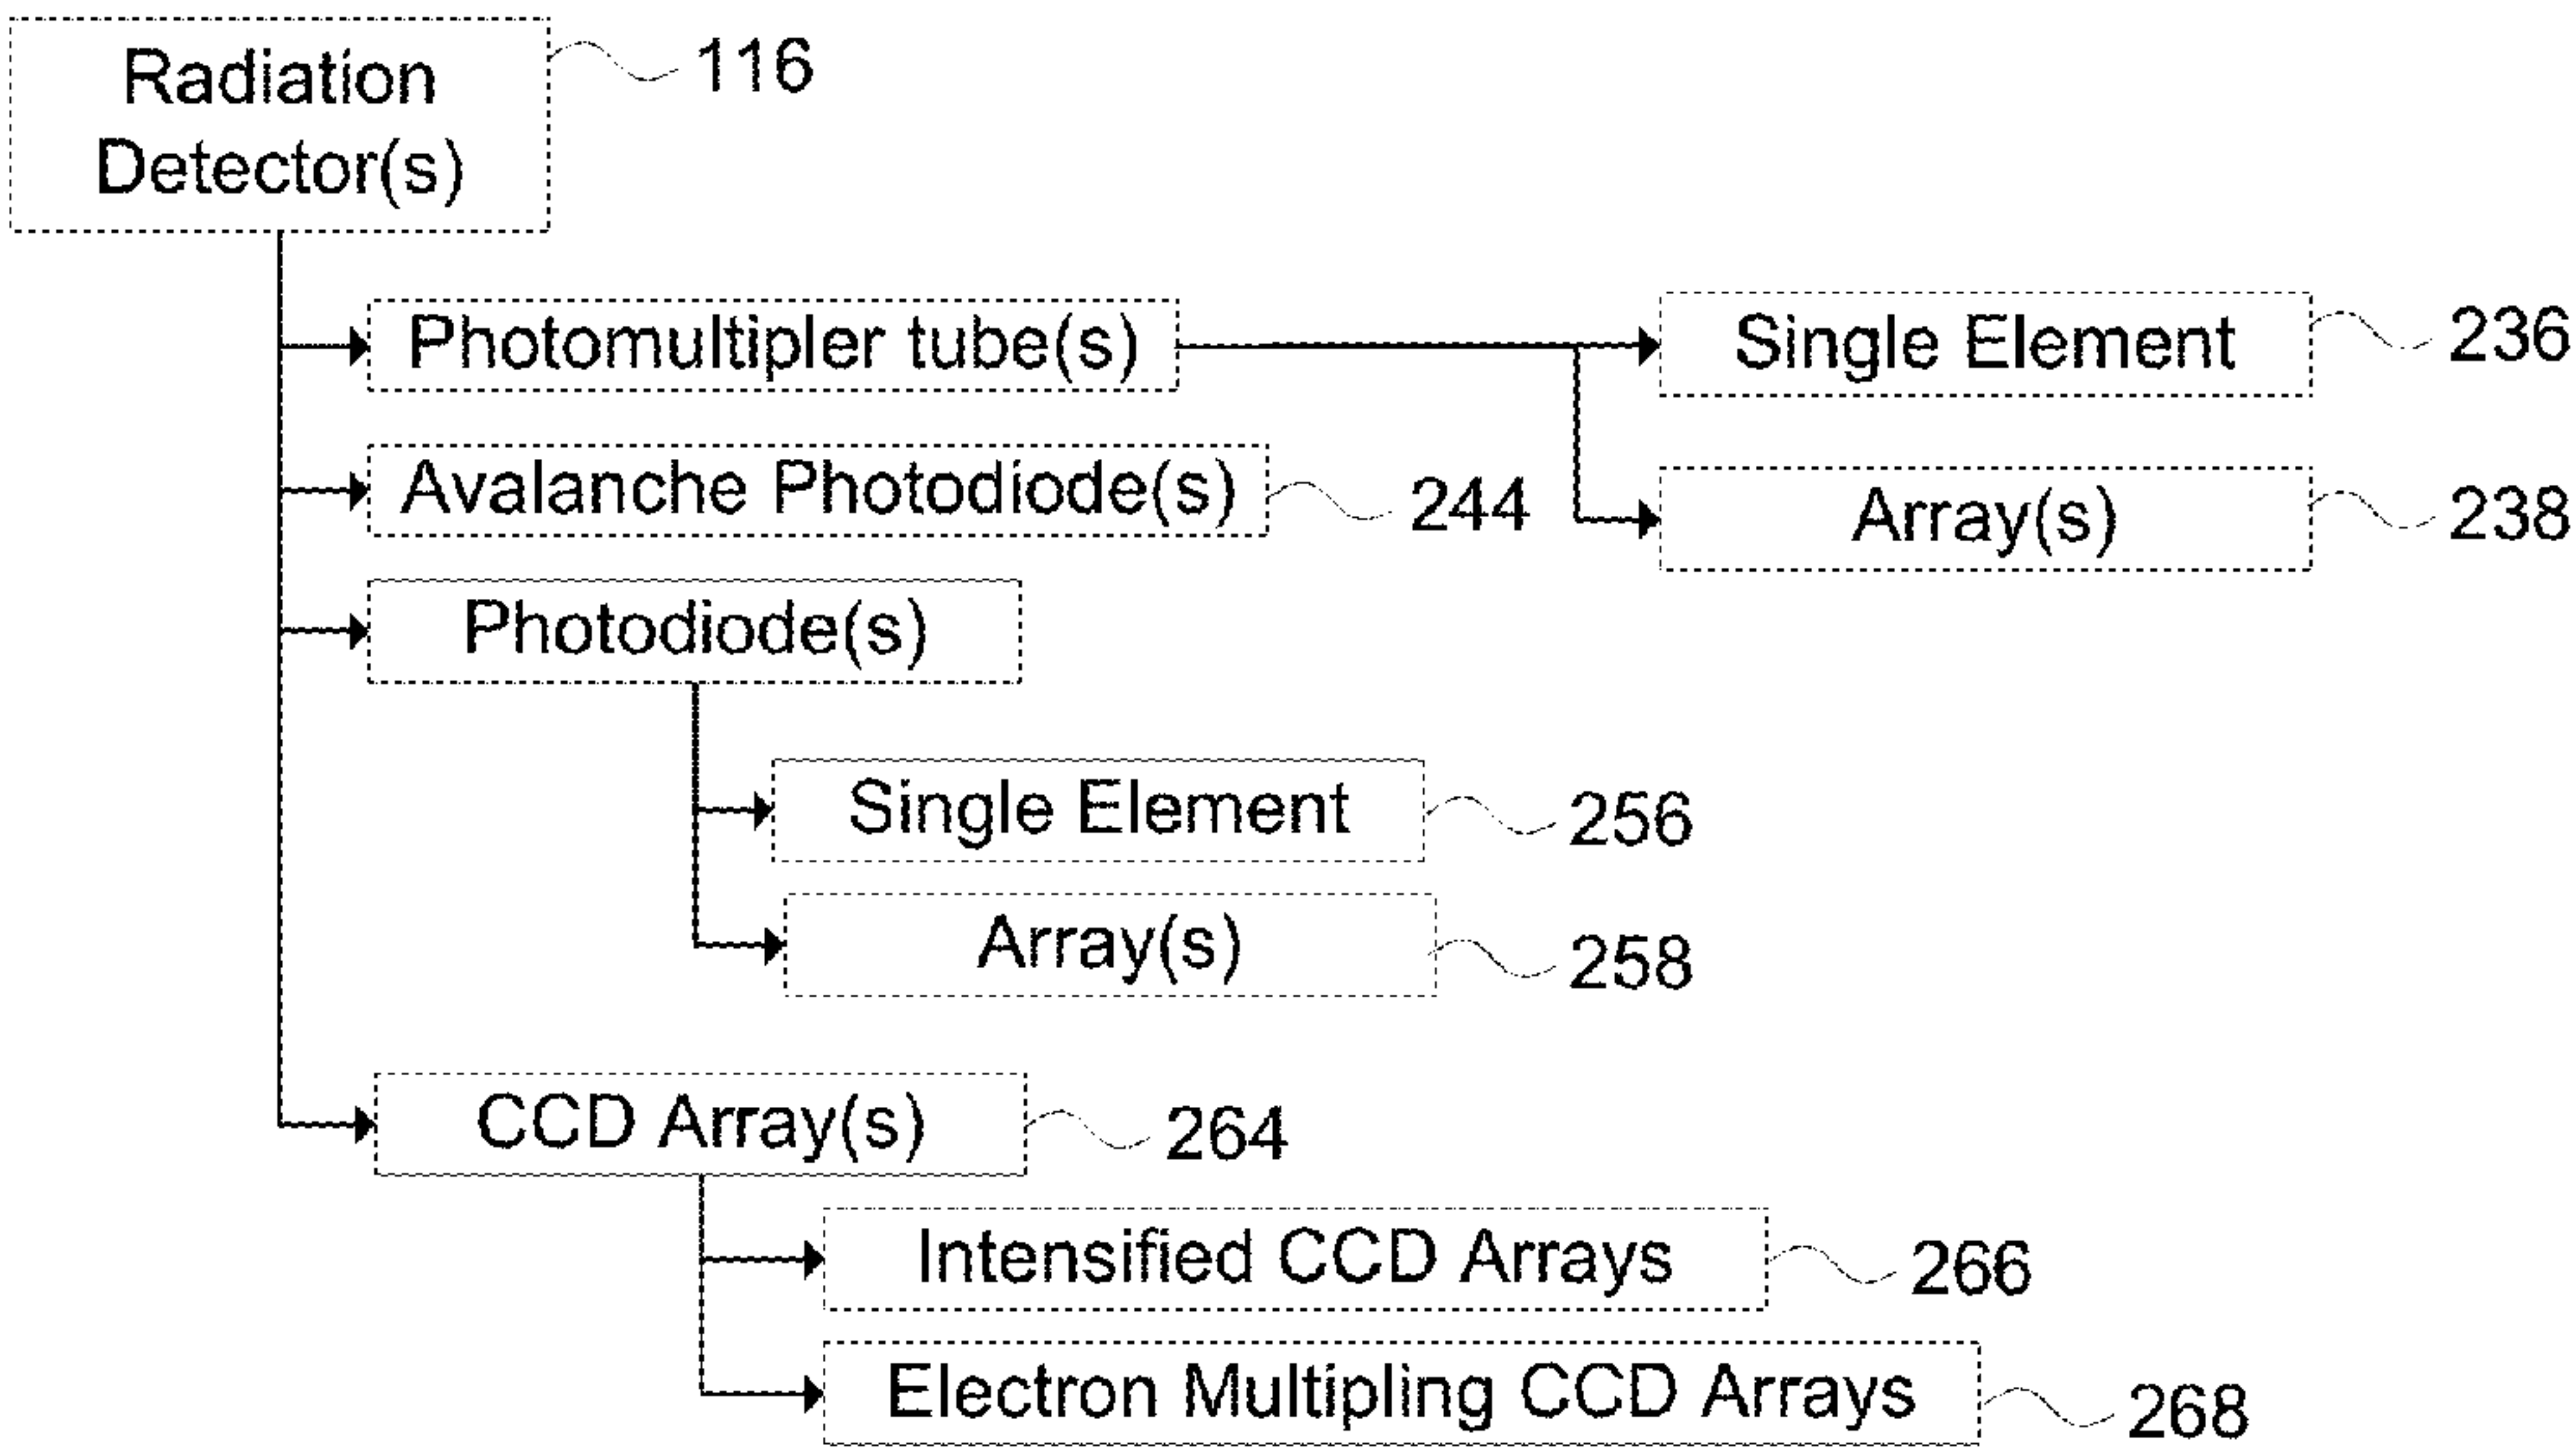 Radiation
Detector(s)
116
Photomultipler tube(s)
Single Element
236
Avalanche Photodiode(s)
244
Array(s)
238
Photodiode(s)
Single Element
256
Array(s)
258
CCD Array(s)
264
Intensified CCD Arrays
266
Electron Multipling CCD Arrays
268